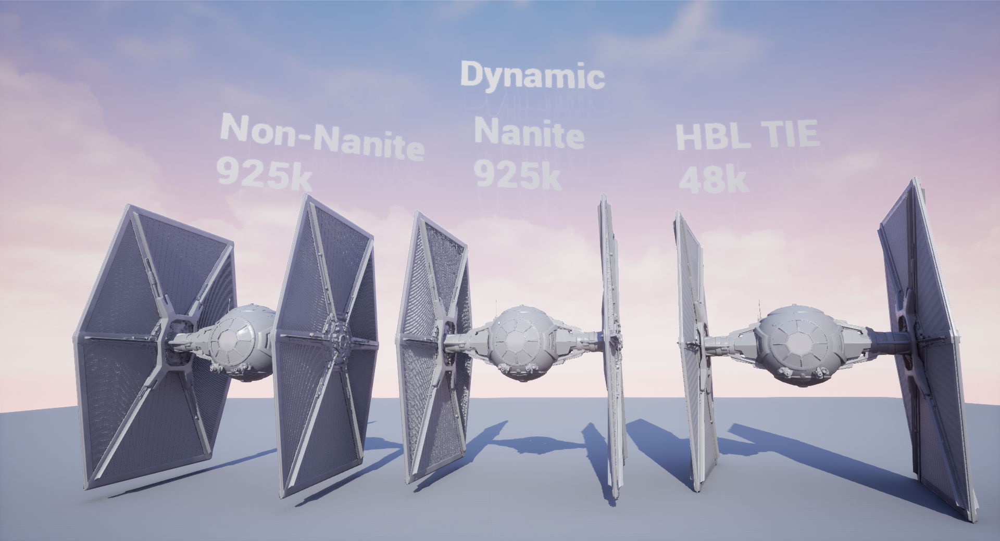 Non-Nanite
925k
Dynamic
Nanite
925k
HBL TIE
48k